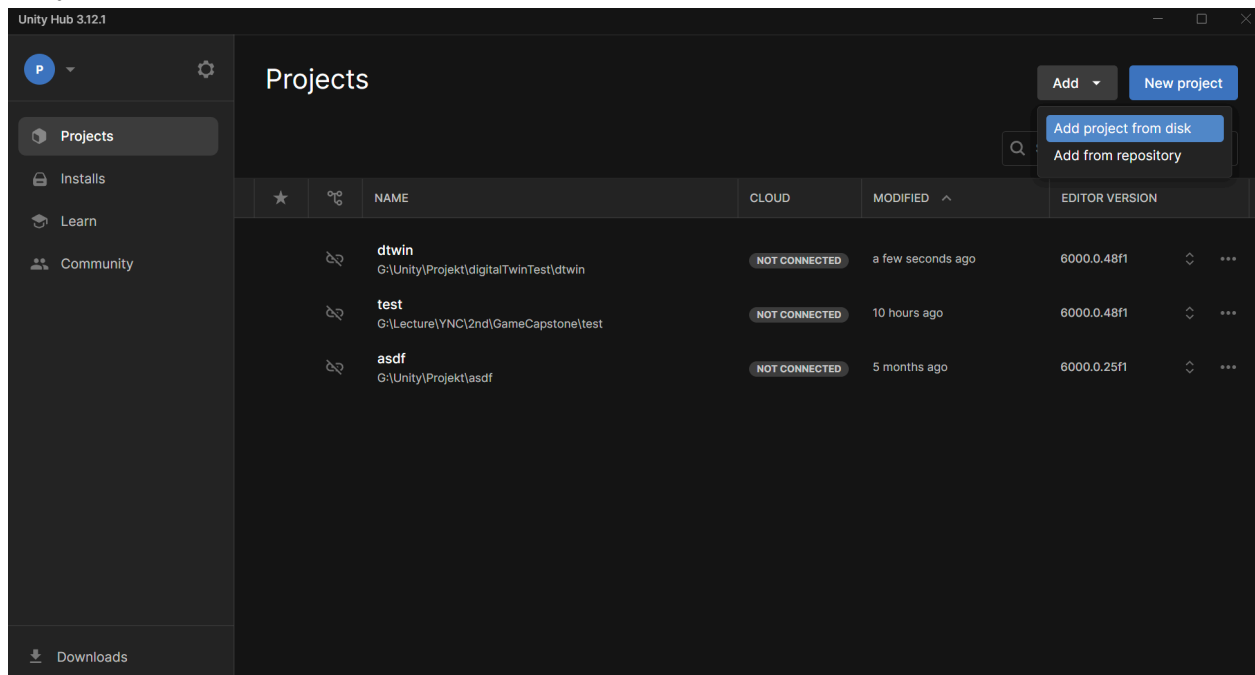 Unity Hub 3.12.1
P
Projects
Add
New project
Add project from disk
Add from repository
Projects
Installs
Learn
Community
NAME
CLOUD
MODIFIED
EDITOR VERSION
dtwin
G:\Unity\Projekt\digitalTwinTest\dtwin
NOT CONNECTED
a few seconds ago
6000.0.48f1
test
G:\Lecture\YNC\2nd\GameCapstone\test
NOT CONNECTED
10 hours ago
6000.0.48f1
asdf
G:\Unity\Projekt\asdf
NOT CONNECTED
5 months ago
6000.0.25f1
Downloads